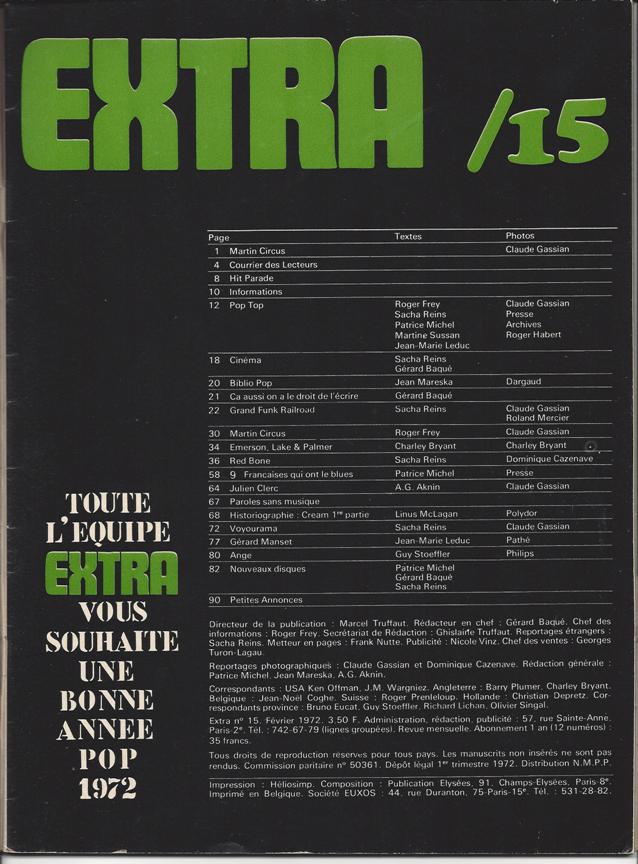 EXTRA /15
Page Textes Photos
1 Martin Circus Claude Gassian
4 Courrier des Lecteurs
8 Hit Parade
10 Informations
12 Pop Top Roger Frey Claude Gassian
Sacha Reins Presse
Patrice Michel Archives
Martine Sussan Roger Habert
Jean-Marie Leduc
18 Cinéma Sacha Reins
Gérard Baqué
20 Biblio Pop Jean Mareska Dargaud
21 Ca aussi on a le droit de l'écrire Gérard Baqué
22 Grand Funk Railroad Sacha Reins Claude Gassian
Roland Mercier
30 Martin Circus Roger Frey Claude Gassian
34 Emerson, Lake & Palmer Charley Bryant Charley Bryant
36 Red Bone Sacha Reins Dominique Cazenave
58 9 Francaises qui ont le blues Patrice Michel Presse
64 Julien Clerc A.G. Aknin Claude Gassian
67 Paroles sans musique
68 Historiographie : Cream 1re partie Linus McLagan Polydor
72 Voyourama Sacha Reins Claude Gassian
77 Gérard Manset Jean-Marie Leduc Pathé
80 Ange Guy Stoeffler Philips
82 Nouveaux disques Patrice Michel
Gérard Baqué
Sacha Reins
90 Petites Annonces
TOUTE
L'EQUIPE
EXTRA
VOUS
SOUHAITE
UNE
BONNE
ANNEE
POP
1972
Directeur de la publication : Marcel Truffaut. Rédacteur en chef : Gérard Baqué. Chef des
informations : Roger Frey. Secrétariat de Rédaction : Ghislaine Truffaut. Reportages étrangers :
Sacha Reins. Metteur en pages : Frank Nutte. Publicité : Nicole Vinz. Chef des ventes : Georges
Turon-Lagau.
Reportages photographiques : Claude Gassian et Dominique Cazenave. Rédaction générale :
Patrice Michel, Jean Mareska, A.G. Aknin.
Correspondants : USA Ken Offman, J.M. Wargniez. Angleterre : Barry Plumer, Charley Bryant.
Belgique : Jean-Noël Coghe. Suisse : Roger Prenleloup. Hollande : Christian Depretz. Cor-
respondants province : Bruno Eucat, Guy Stoeffler, Richard Lichan, Olivier Singal.
Extra nº 15. Février 1972. 3.50 F. Administration, rédaction, publicité : 57, rue Sainte-Anne,
Paris-2e. Tél. : 742-67-79 (lignes groupées). Revue mensuelle. Abonnement 1 an (12 numéros) :
35 francs.
Tous droits de reproduction réservés pour tous pays. Les manuscrits non insérés ne sont pas
rendus. Commission paritaire nº 50361. Dépôt légal 1er trimestre 1972. Distribution N.M.P.P.
Impression : Héliosimp. Composition : Publication Elysées, 91, Champs-Elysées, Paris-8e.
Imprimé en Belgique. Société EUXOS : 44, rue Duranton, 75-Paris-15e. Tél. : 531-28-82.